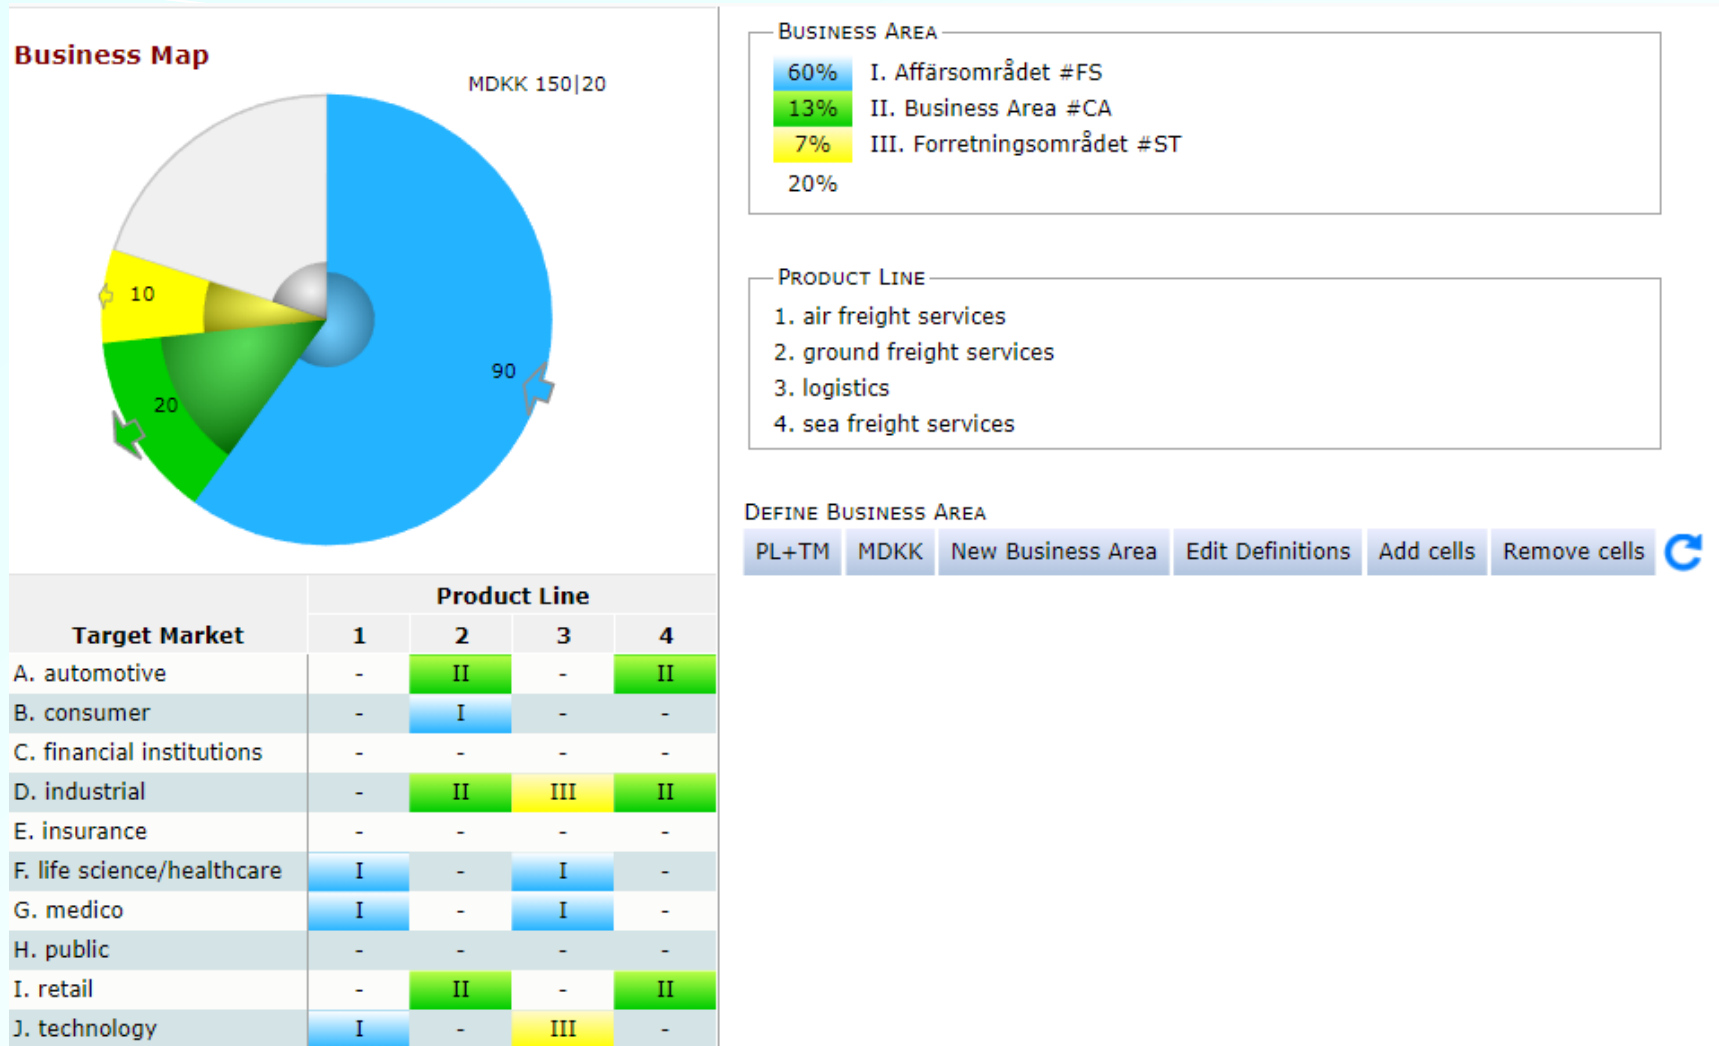 Business Map
MDKK 150|20
10
90
20
BUSINESS AREA
60% I. Affärsområdet #FS
13% II. Business Area #CA
7% III. Forretningsområdet #ST
20%
PRODUCT LINE
1. air freight services
2. ground freight services
3. logistics
4. sea freight services
DEFINE BUSINESS AREA
PL+TM MDKK New Business Area Edit Definitions Add cells Remove cells
Product Line
Target Market 1 2 3 4
A. automotive - II - II
B. consumer - I - -
C. financial institutions - - - -
D. industrial - II III II
E. insurance - - - -
F. life science/healthcare I - I -
G. medico I - I -
H. public - - - -
I. retail - II - II
J. technology I - III -